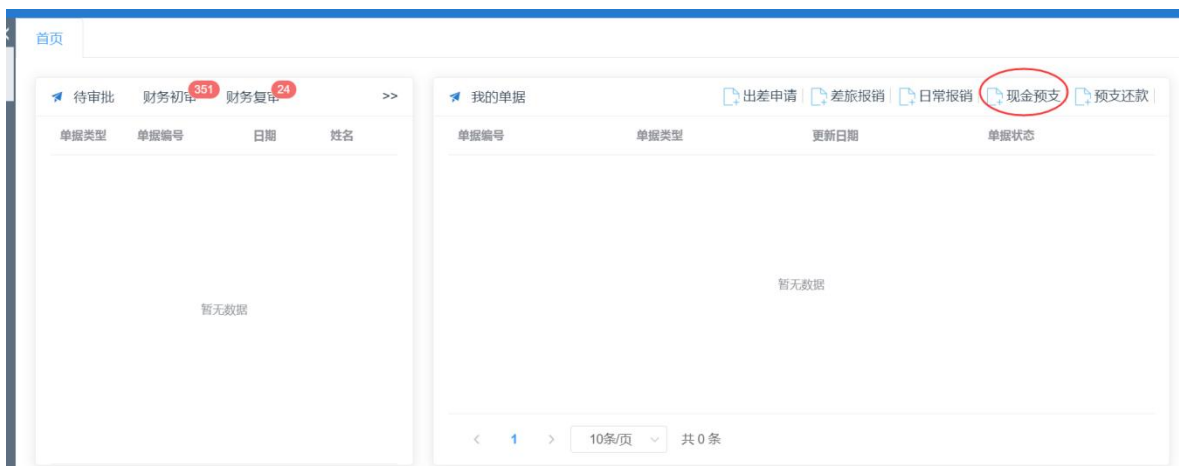 首页
待审批 财务初审 351 财务复审 24 >>
单据类型 单据编号 日期 姓名
暂无数据
我的单据 出差申请 差旅报销 日常报销 现金预支 预支还款
单据编号 单据类型 更新日期 单据状态
暂无数据
< 1 > 10条/页 共 0 条